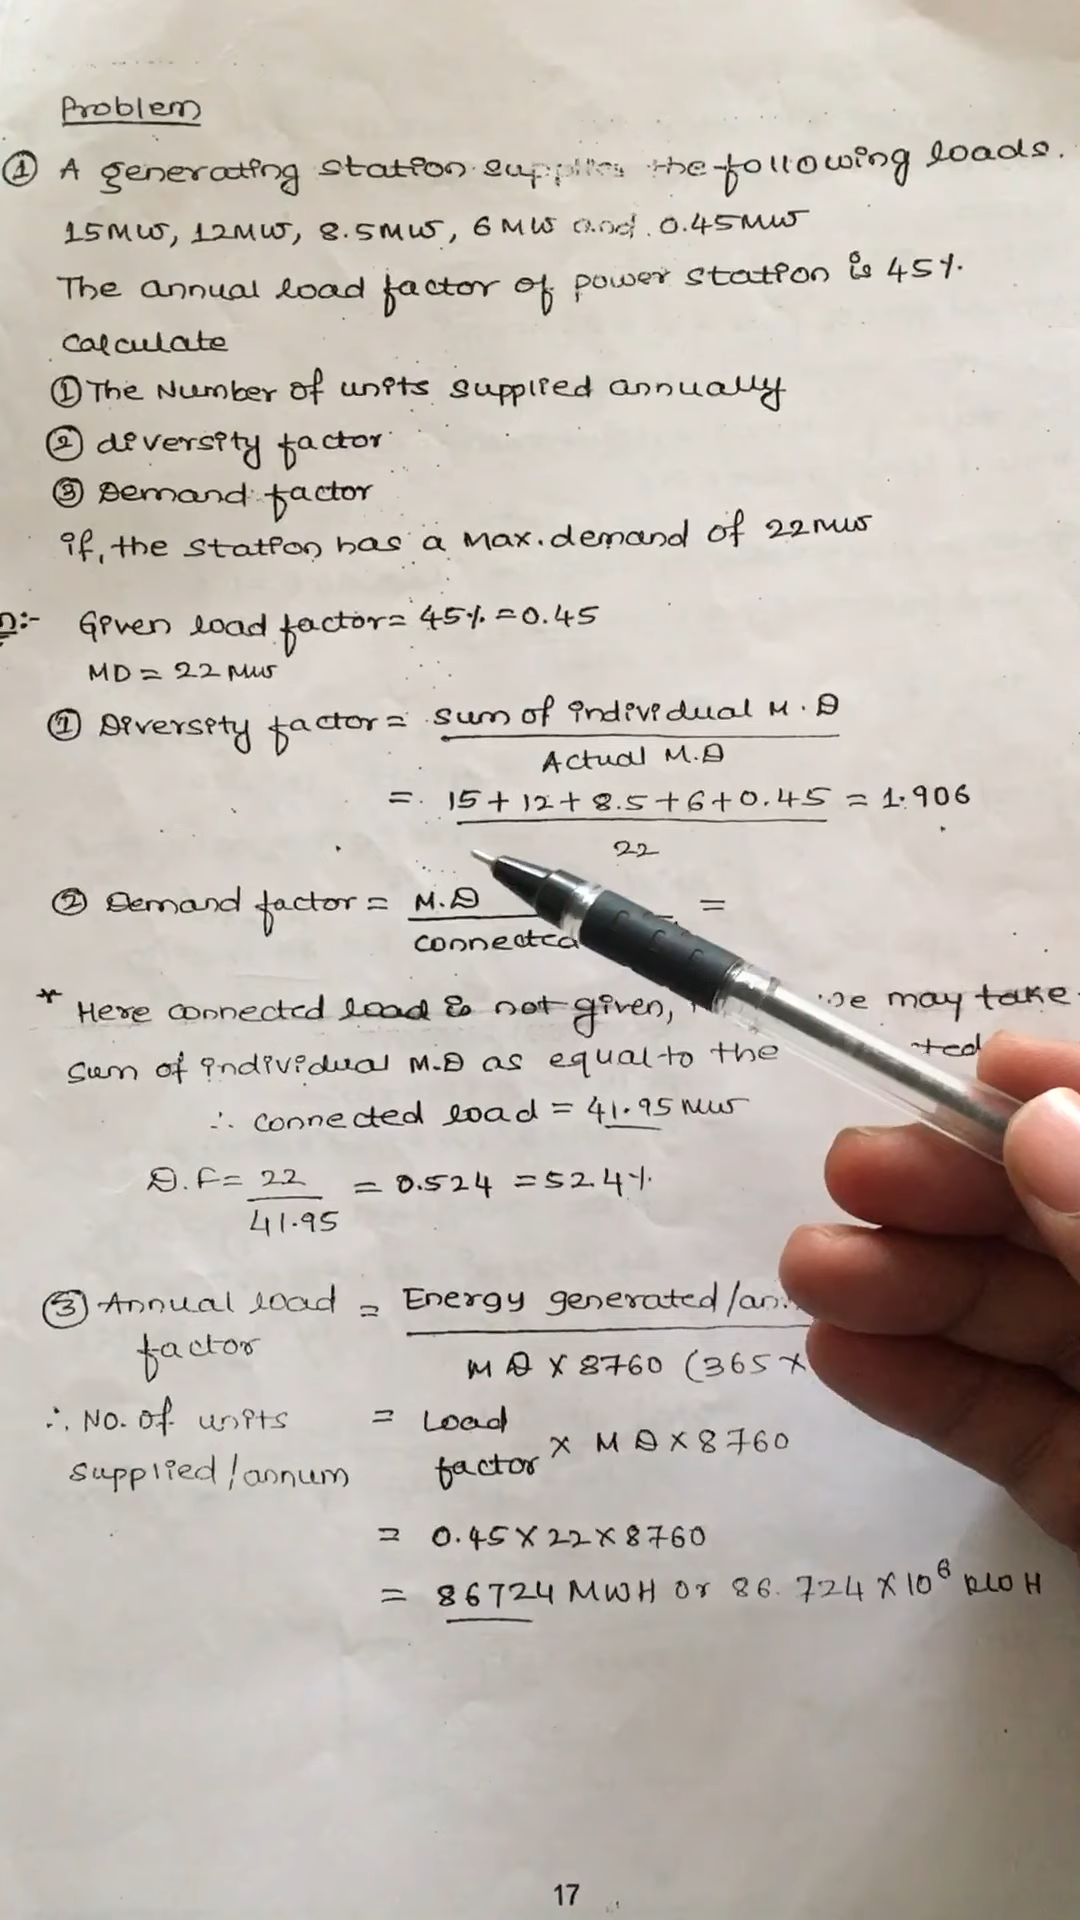 Problem
① A generating station supplies the following loads.
15MW, 12MW, 8.5MW, 6 MW and 0.45MW
The annual load factor of power station is 45%.
calculate
① The Number of units supplied annually
② diversity factor
③ Demand factor
if, the station has a max. demand of 22MW
n:- Given load factor = 45% = 0.45
MD = 22 MW
① Diversity factor = sum of individual M.D
Actual M.D
= 15+12+8.5+6+0.45 = 1.906
22
② Demand factor = M.D =
connected
* Here connected load is not given, we may take
sum of individual M.D as equal to the
∴ connected load = 41.95 MW
D.F = 22 = 0.524 = 52.4%
41.95
③ Annual load = Energy generated/an
factor
MD × 8760 (365 ×
∴ No. of units = Load
× MD × 8760
supplied/annum factor
= 0.45 × 22 × 8760
= 86724 MWH or 86.724 × 10⁶ KWH
17